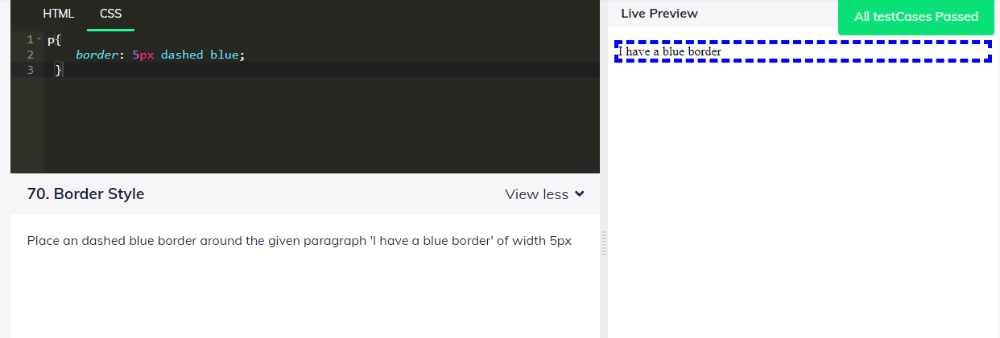 HTML CSS
1 p{
2 border: 5px dashed blue;
3 }
70. Border Style
View less
Place an dashed blue border around the given paragraph 'I have a blue border' of width 5px
Live Preview
All testCases Passed
I have a blue border